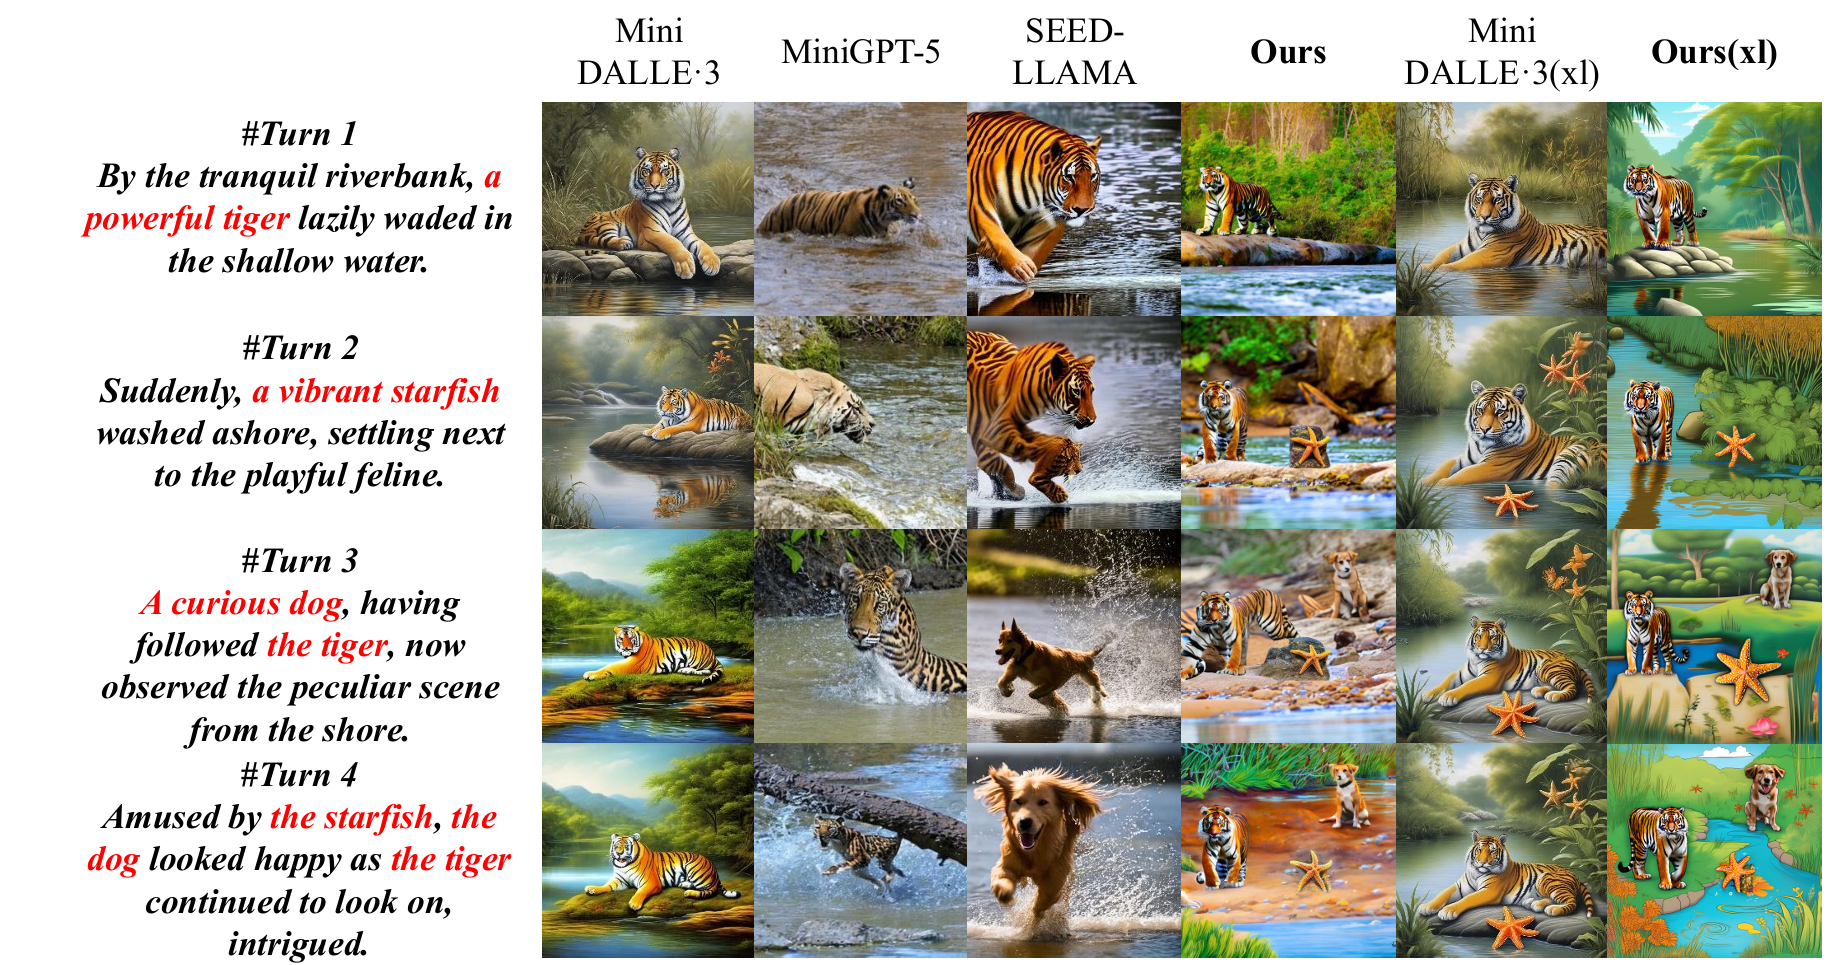 Mini
DALLE·3
MiniGPT-5
SEED-
LLAMA
Ours
Mini
DALLE·3(xl)
Ours(xl)
#Turn 1
By the tranquil riverbank, a
powerful tiger lazily waded in
the shallow water.
#Turn 2
Suddenly, a vibrant starfish
washed ashore, settling next
to the playful feline.
#Turn 3
A curious dog, having
followed the tiger, now
observed the peculiar scene
from the shore.
#Turn 4
Amused by the starfish, the
dog looked happy as the tiger
continued to look on,
intrigued.